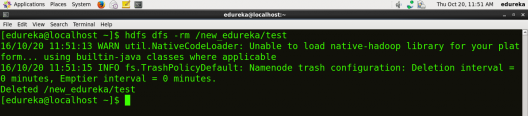 Applications Places System
Thu Oct 20, 11:51 AM edureka
edureka@localhost:~
File Edit View Search Terminal Help
[edureka@localhost ~]$ hdfs dfs -rm /new_edureka/test
16/10/20 11:51:13 WARN util.NativeCodeLoader: Unable to load native-hadoop library for your plat
form... using builtin-java classes where applicable
16/10/20 11:51:15 INFO fs.TrashPolicyDefault: Namenode trash configuration: Deletion interval =
0 minutes, Emptier interval = 0 minutes.
Deleted /new_edureka/test
[edureka@localhost ~]$